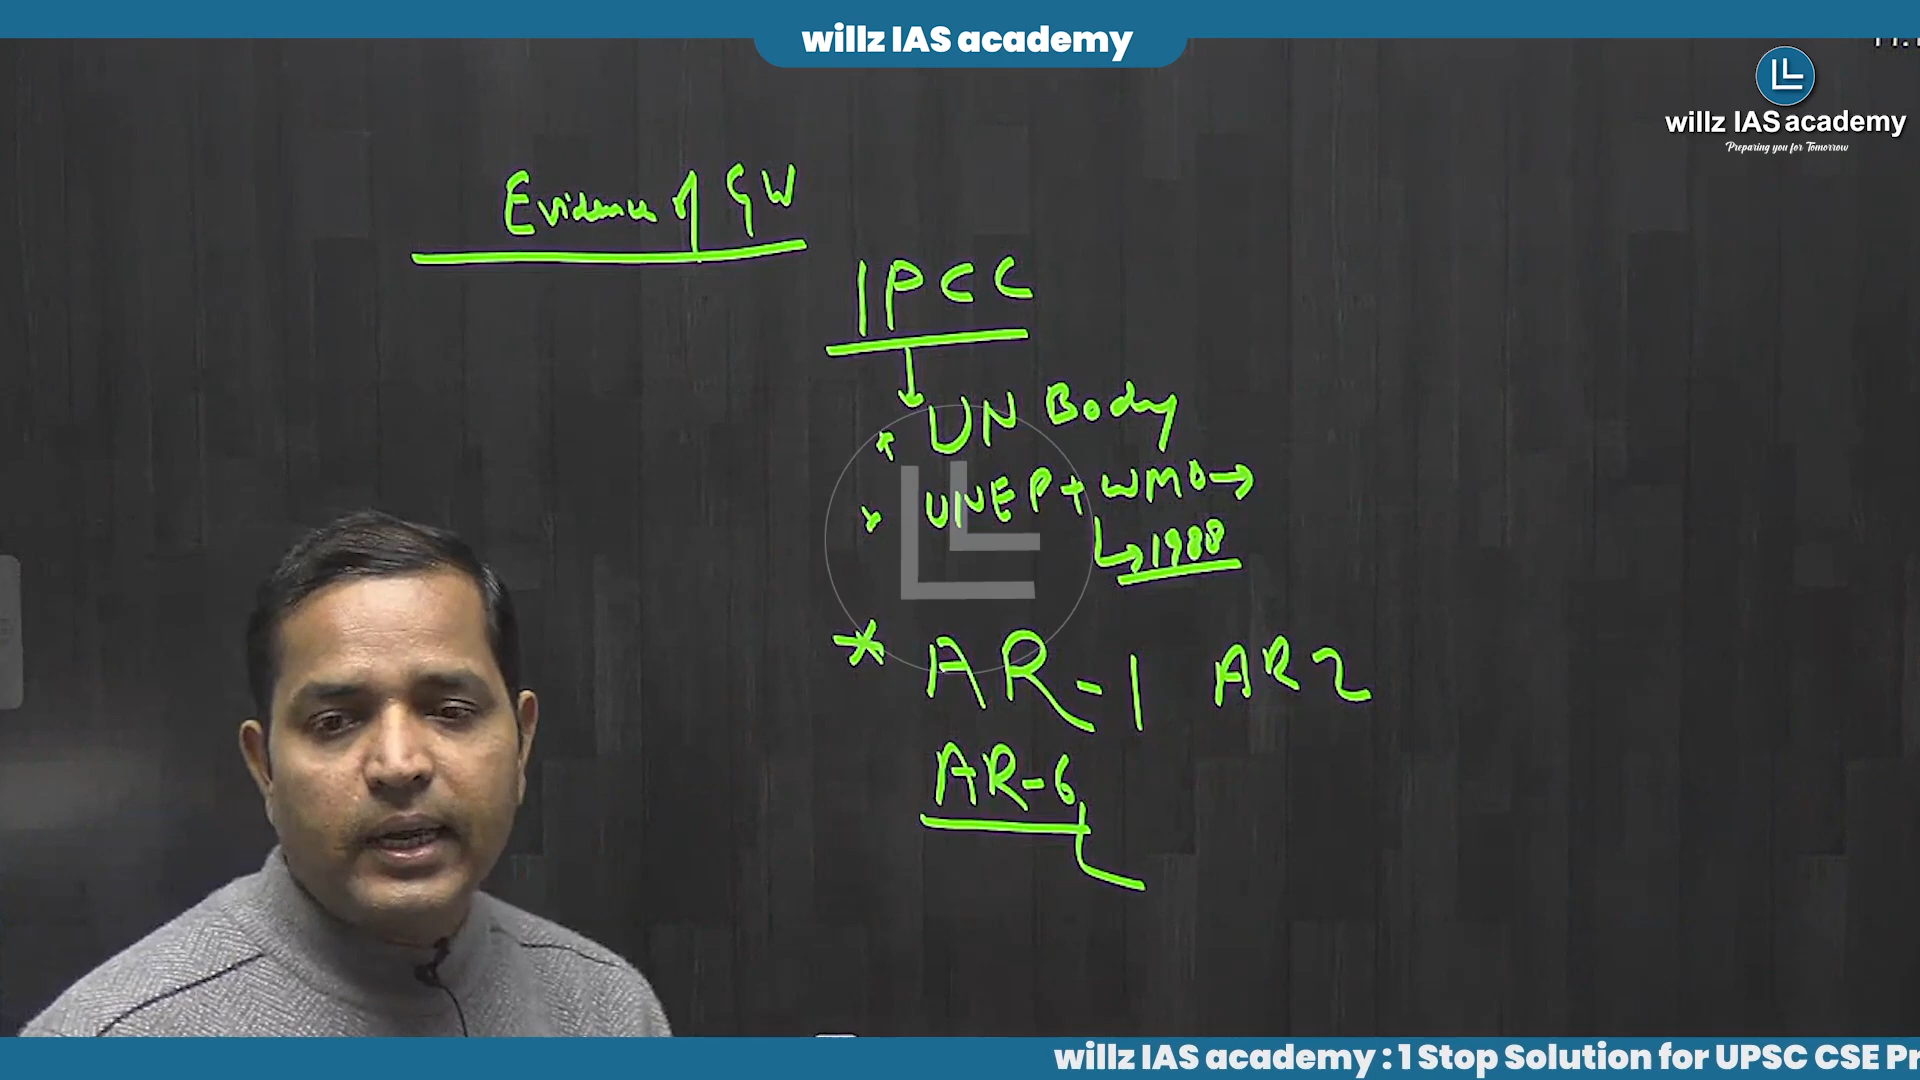 willz IAS academy
willz IAS academy
Preparing you for Tomorrow
Evidence of GW
IPCC
UN Body
UNEP + WMO →
1988
* AR-1 AR2
AR-6
willz IAS academy : 1 Stop Solution for UPSC CSE Pr